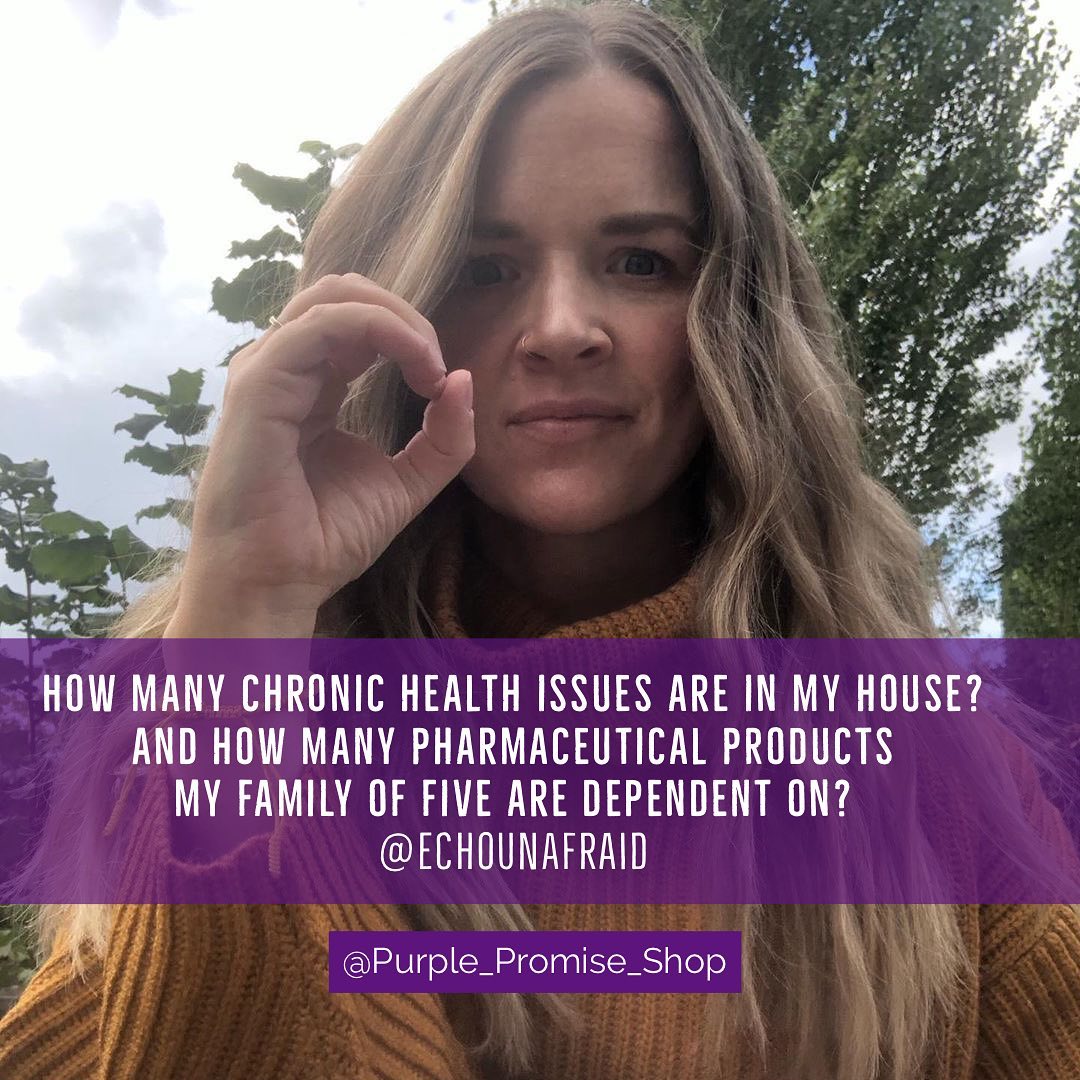 HOW MANY CHRONIC HEALTH ISSUES ARE IN MY HOUSE?
AND HOW MANY PHARMACEUTICAL PRODUCTS
MY FAMILY OF FIVE ARE DEPENDENT ON?
@ECHOUNAFRAID
@Purple_Promise_Shop